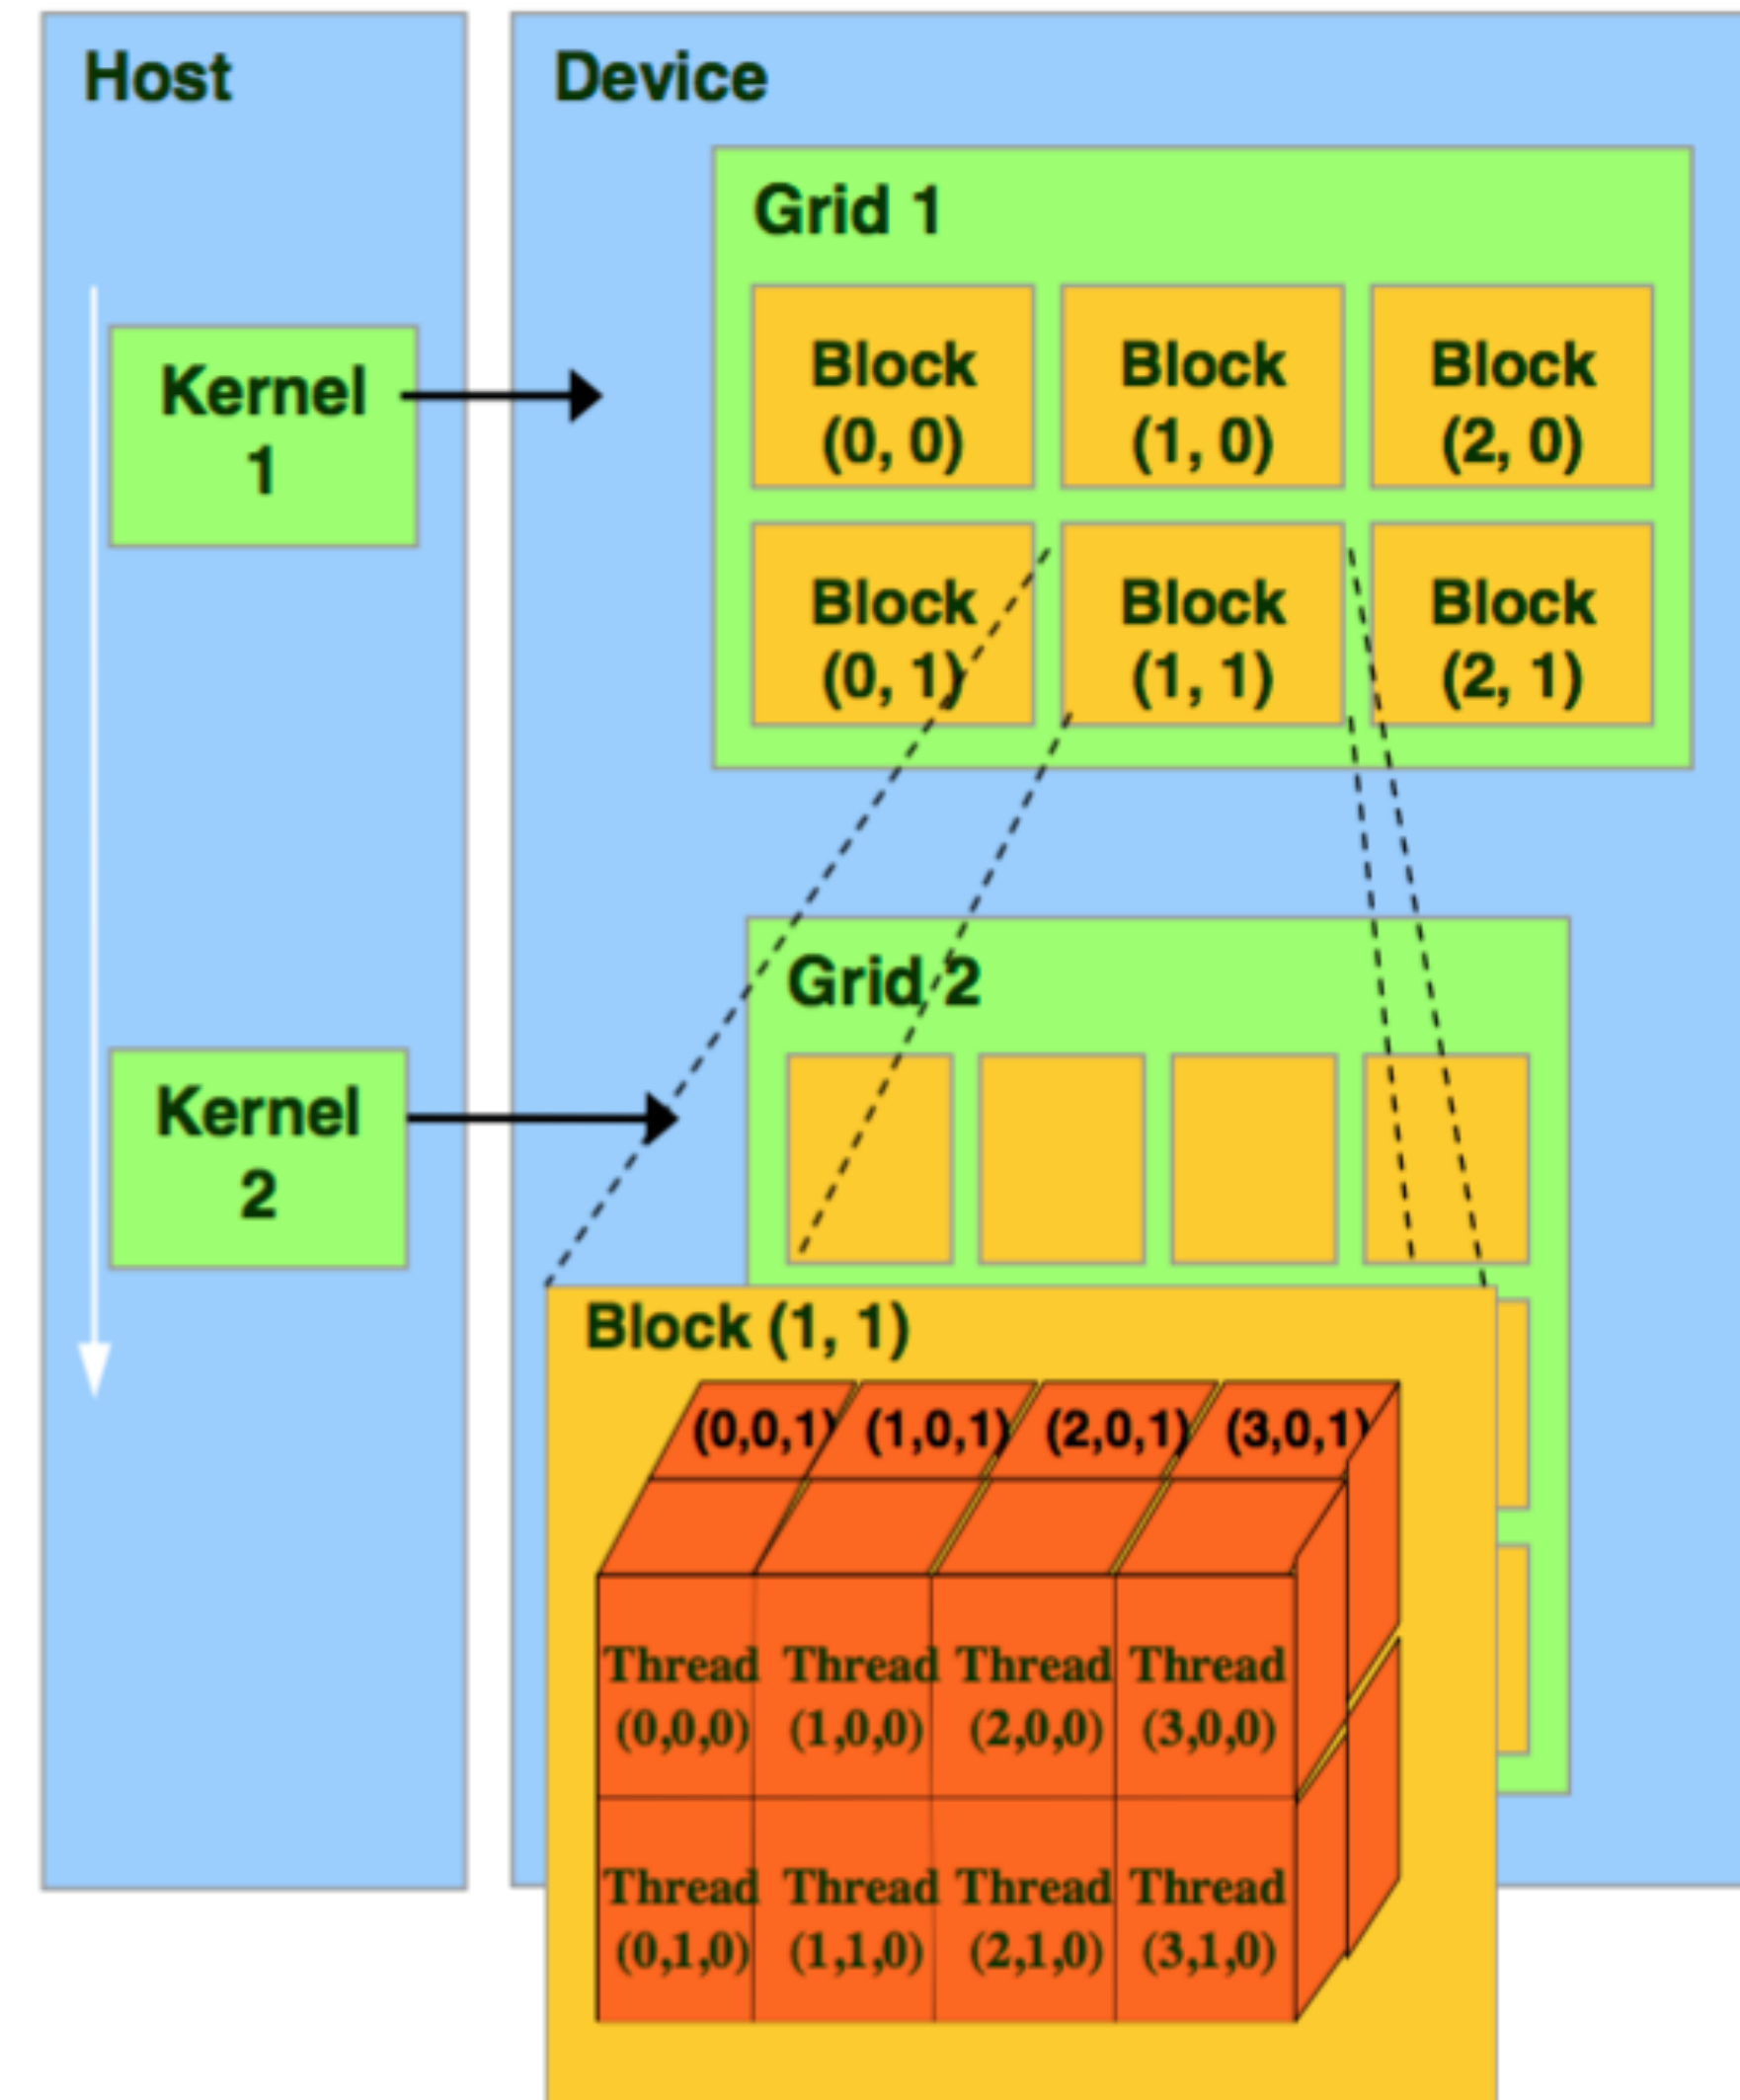 Host
Device
Grid 1
Kernel
1
Block
(0, 0)
Block
(1, 0)
Block
(2, 0)
Block
(0, 1)
Block
(1, 1)
Block
(2, 1)
Grid 2
Kernel
2
Block (1, 1)
(0,0,1) (1,0,1) (2,0,1) (3,0,1)
Thread Thread Thread Thread
(0,0,0) (1,0,0) (2,0,0) (3,0,0)
Thread Thread Thread Thread
(0,1,0) (1,1,0) (2,1,0) (3,1,0)